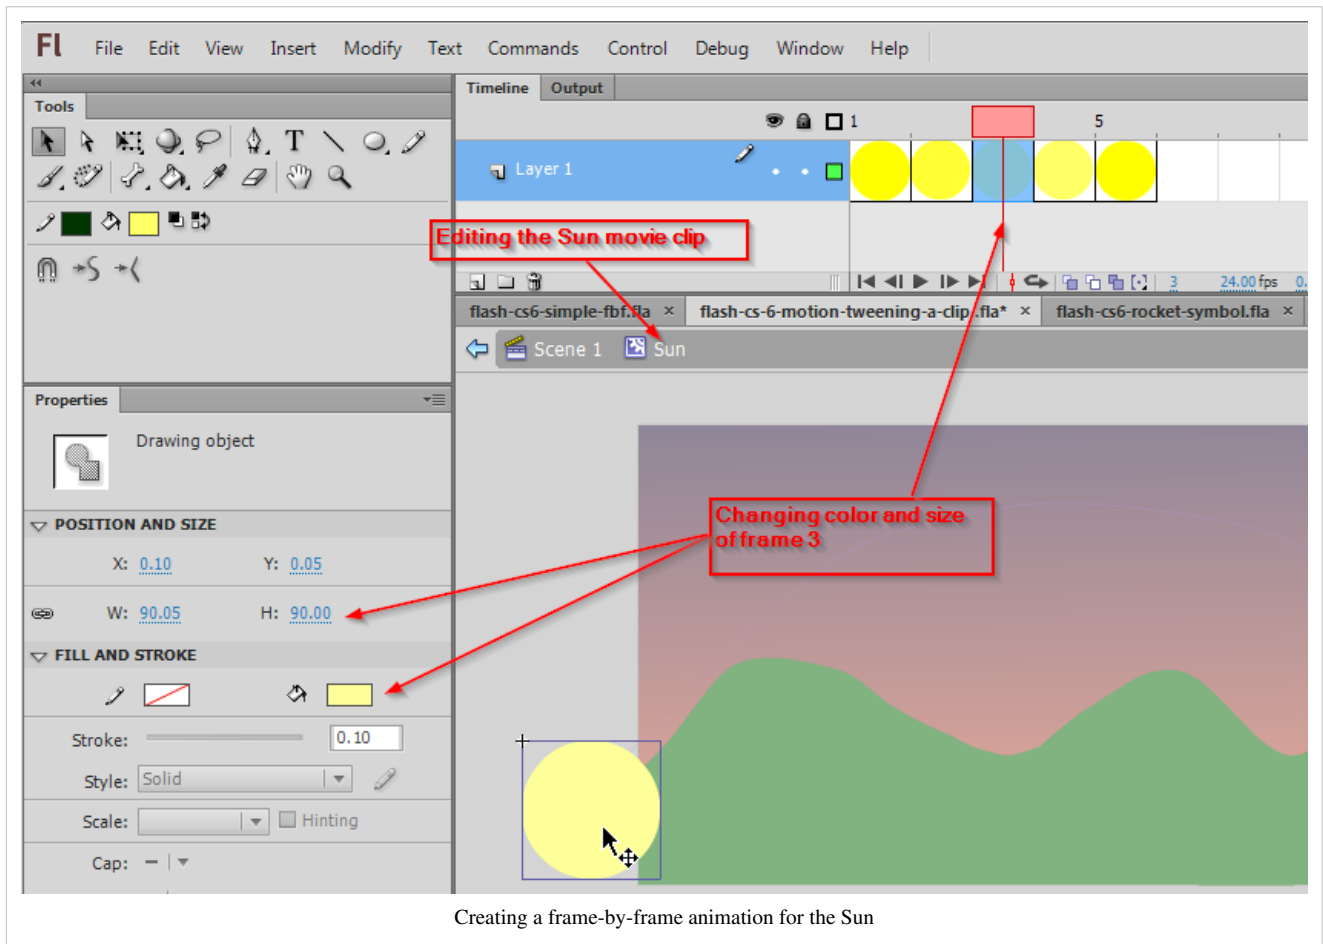 Fl File Edit View Insert Modify Text Commands Control Debug Window Help
Tools
Timeline Output
1 5
Layer 1
Editing the Sun movie clip
3 24.00 fps 0.
flash-cs6-simple-fbf.fla × flash-cs-6-motion-tweening-a-clip.fla* × flash-cs6-rocket-symbol.fla ×
Scene 1 Sun
Properties
Drawing object
POSITION AND SIZE
X: 0.10 Y: 0.05
W: 90.05 H: 90.00
Changing color and size
of frame 3
FILL AND STROKE
Stroke: 0.10
Style: Solid
Scale: Hinting
Cap:
Creating a frame-by-frame animation for the Sun